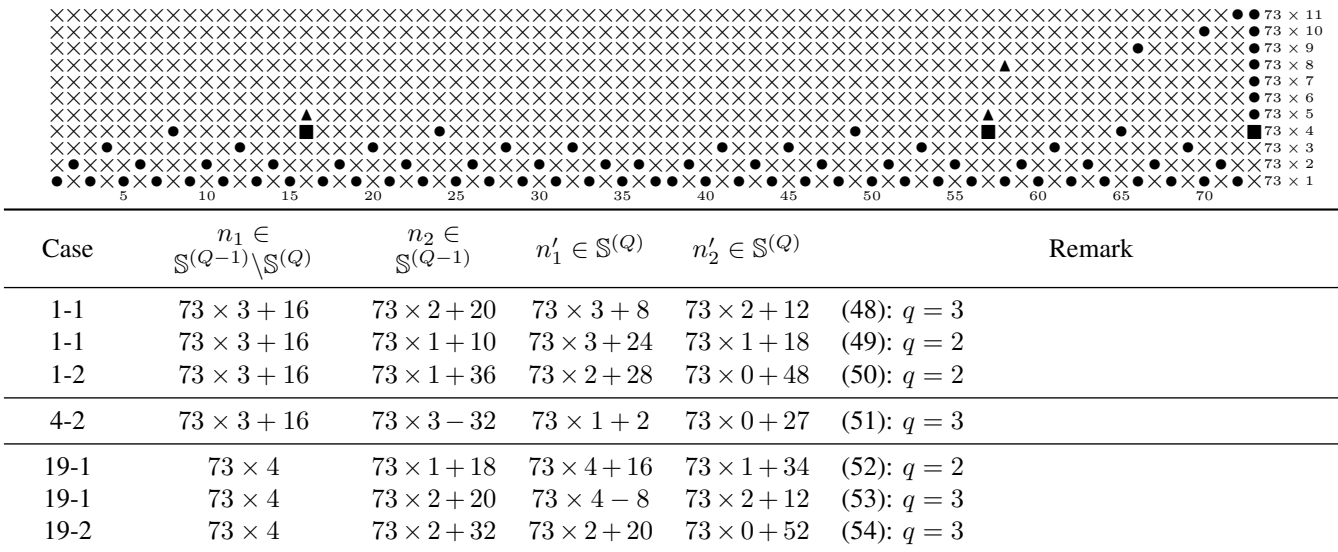 73 × 11
73 × 10
73 × 9
73 × 8
73 × 7
73 × 6
73 × 5
73 × 4
73 × 3
73 × 2
73 × 1
5 10 15 20 25 30 35 40 45 50 55 60 65 70
Case n₁ ∈ 𝕊^(Q−1)\𝕊^(Q) n₂ ∈ 𝕊^(Q−1) n′₁ ∈ 𝕊^(Q) n′₂ ∈ 𝕊^(Q) Remark
1-1 73 × 3 + 16 73 × 2 + 20 73 × 3 + 8 73 × 2 + 12 (48): q = 3
1-1 73 × 3 + 16 73 × 1 + 10 73 × 3 + 24 73 × 1 + 18 (49): q = 2
1-2 73 × 3 + 16 73 × 1 + 36 73 × 2 + 28 73 × 0 + 48 (50): q = 2
4-2 73 × 3 + 16 73 × 3 − 32 73 × 1 + 2 73 × 0 + 27 (51): q = 3
19-1 73 × 4 73 × 1 + 18 73 × 4 + 16 73 × 1 + 34 (52): q = 2
19-1 73 × 4 73 × 2 + 20 73 × 4 − 8 73 × 2 + 12 (53): q = 3
19-2 73 × 4 73 × 2 + 32 73 × 2 + 20 73 × 0 + 52 (54): q = 3